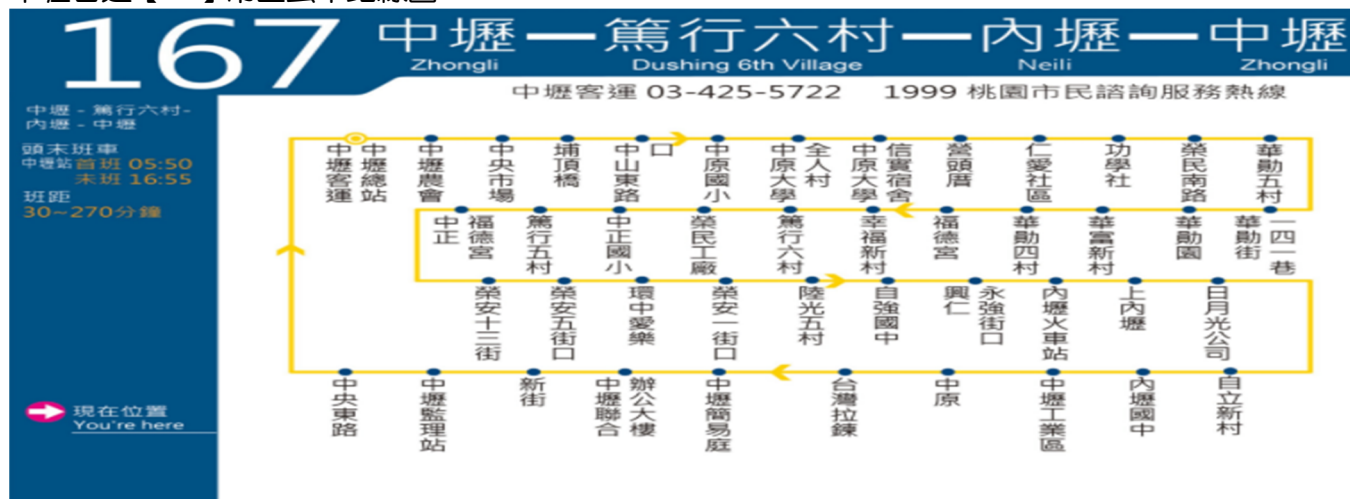 167
中壢一篤行六村一內壢一中壢
Zhongli Dushing 6th Village Neili Zhongli
中壢客運 03-425-5722 1999 桃園市民諮詢服務熱線
中壢 - 篤行六村-
內壢 - 中壢
頭末班車
中壢站 首班 05:50
末班 16:55
班距
30~270分鐘
現在位置
You're here
中壢客運中壢總站
中壢農會
中央市場
埔頂橋
中山東路口
中原國小
中原大學全人村
中原大學信實宿舍
營頭厝
仁愛社區
功學社
榮民南路
華勛五村
華勛街一四一巷
華勛園
華富新村
華勛四村
福德宮
幸福新村
篤行六村
榮民工廠
中正國小
篤行五村
中正福德宮
榮安十三街
榮安五街口
環中愛樂
榮安一街口
陸光五村
自強國中
興仁永強街口
內壢火車站
上內壢
日月光公司
自立新村
內壢國中
中壢工業區
中原
台灣拉鍊
中壢簡易庭
中壢聯合辦公大樓
新街
中壢監理站
中央東路